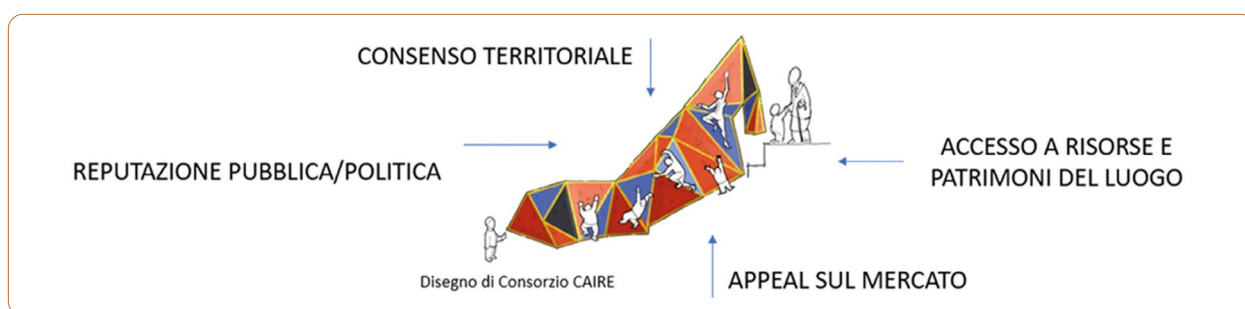 CONSENSO TERRITORIALE
REPUTAZIONE PUBBLICA/POLITICA
ACCESSO A RISORSE E
PATRIMONI DEL LUOGO
Disegno di Consorzio CAIRE
APPEAL SUL MERCATO